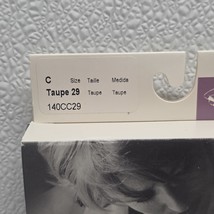 C Size Taille Medida
Taupe 29 Taupe Taupe
140CC29